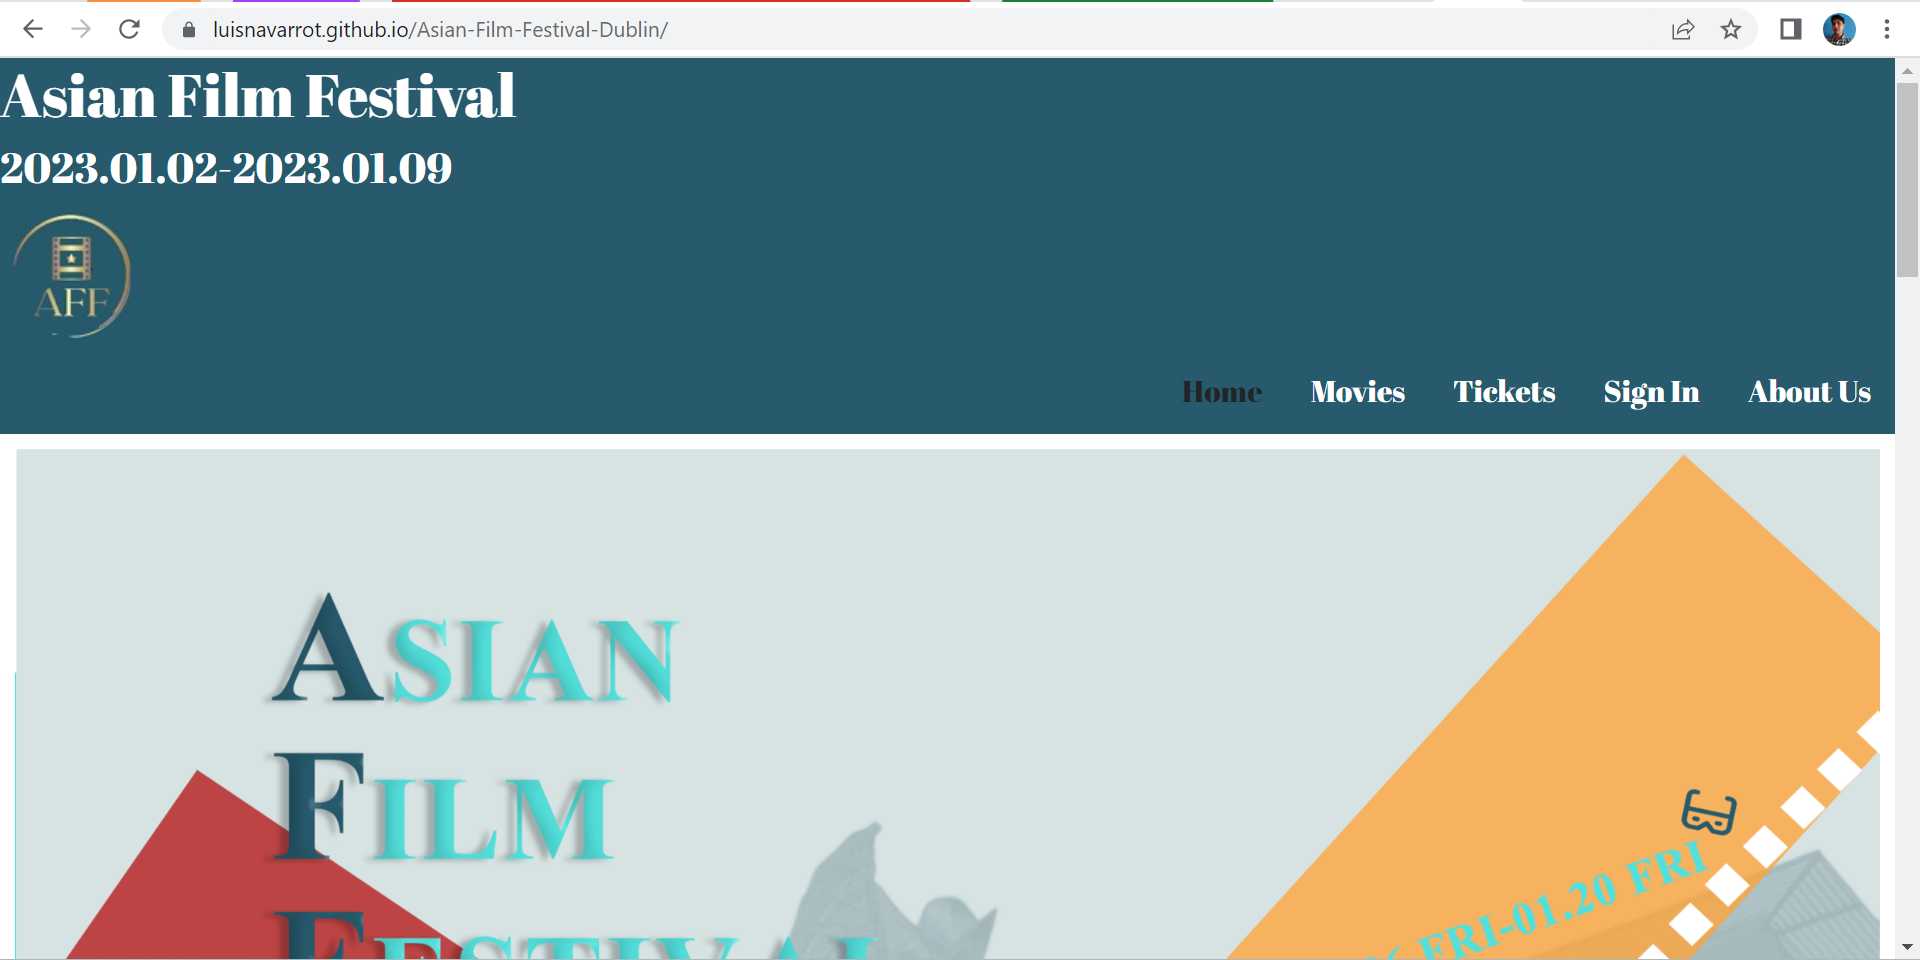 luisnavarrot.github.io/Asian-Film-Festival-Dublin/
Asian Film Festival
2023.01.02-2023.01.09
AFF
Home Movies Tickets Sign In About Us
ASIAN
FILM
FESTIVAL
FRI-01.20 FRI